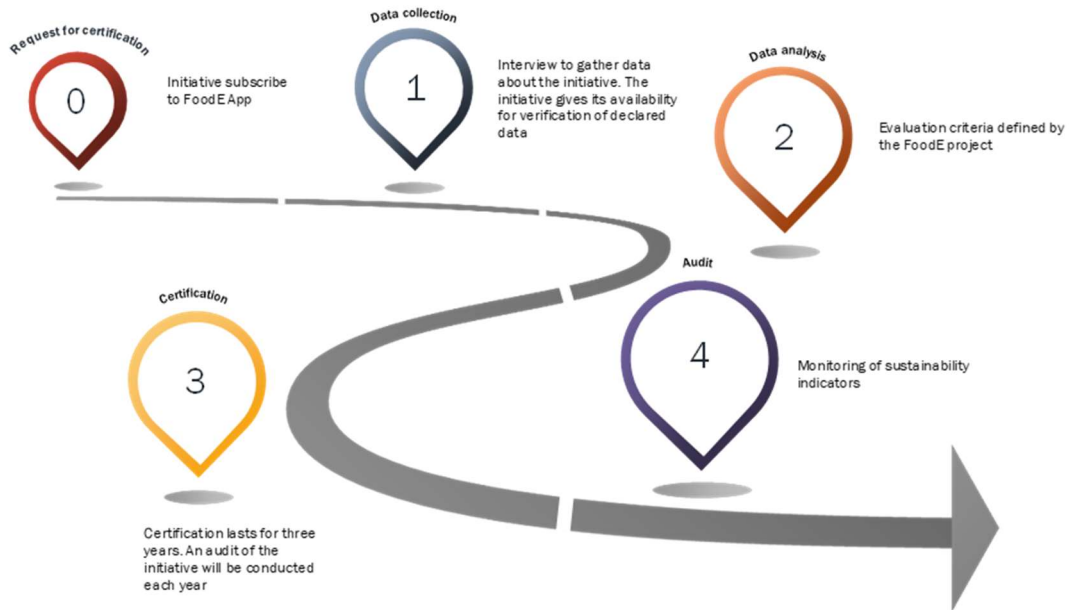 Request for certification
0
Initiative subscribe
to FoodE App
Data collection
1
Interview to gather data
about the initiative. The
initiative gives its availability
for verification of declared
data
Data analysis
2
Evaluation criteria defined by
the FoodE project
Certification
3
Certification lasts for three
years. An audit of the
initiative will be conducted
each year
Audit
4
Monitoring of sustainability
indicators